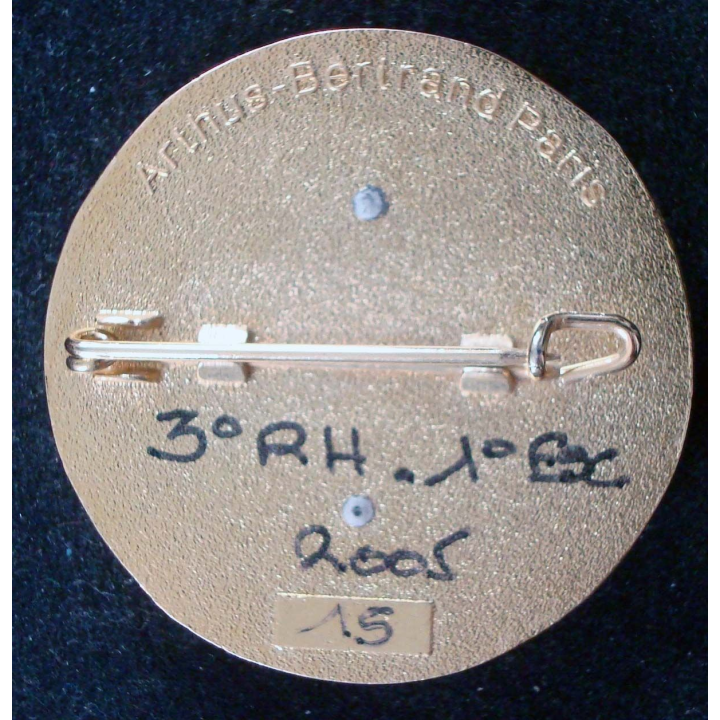 Arthus-Bertrand Paris
3° RH. 1° Esc
2005
15